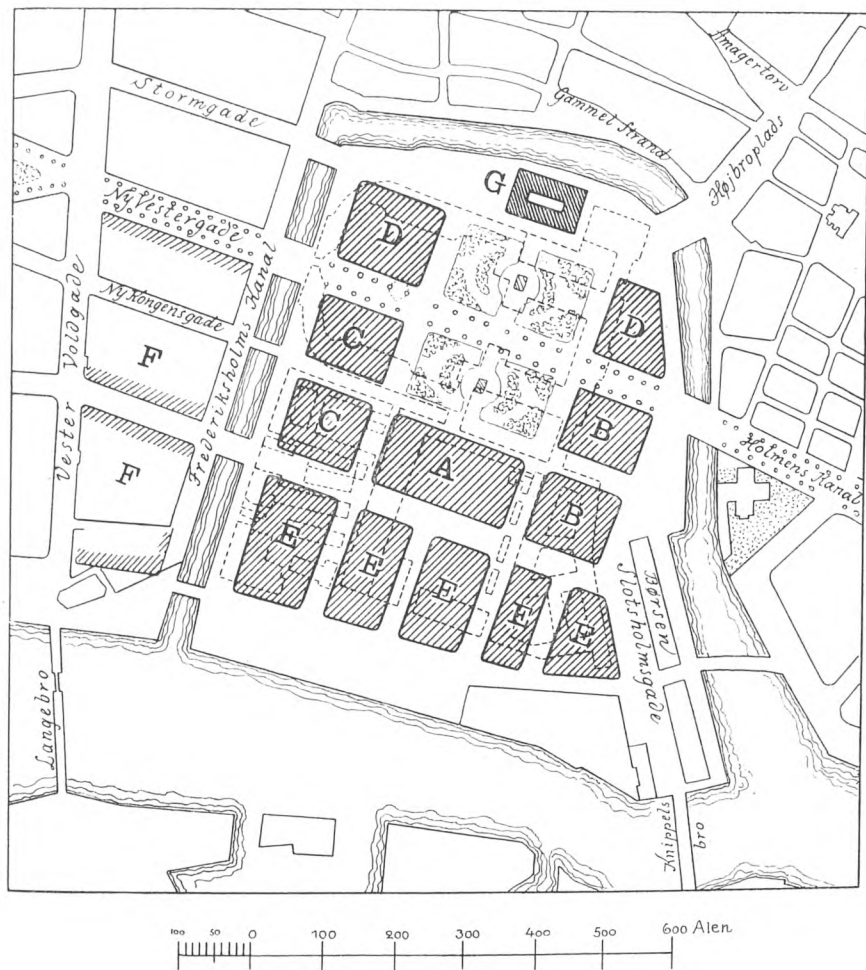 Amagertorv
Stormgade
Gammel Strand
Højbroplads
G
Ny Vestergade
D
Frederiksholms Kanal
D
Vester Voldgade
Ny Kongensgade
C
F
C
B
A
Holmens Kanal
F
B
E
E
E
E
E
Børsen
Slotholmsgade
Langebro
Knippels
bro
100 50 0 100 200 300 400 500 600 Alen